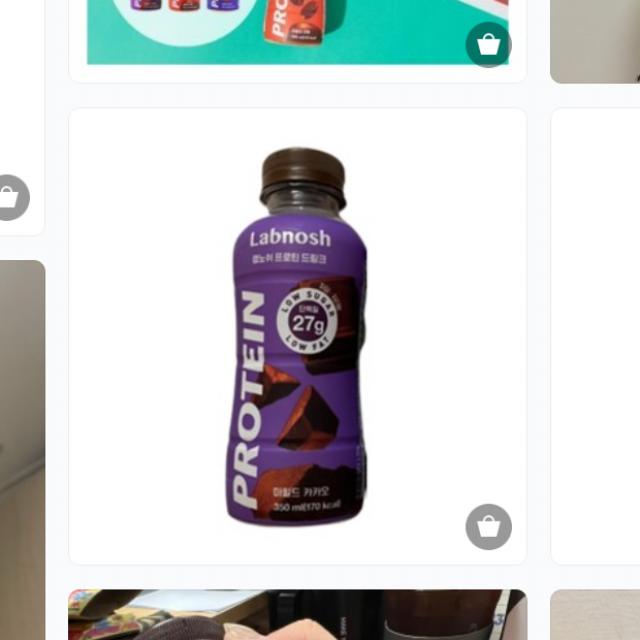 Labnosh
랩노쉬 프로틴 드링크
PROTEIN
LOW SUGAR
단백질
27g
LOW FAT
마일드 카카오
350 ml(170 kcal)
PRO